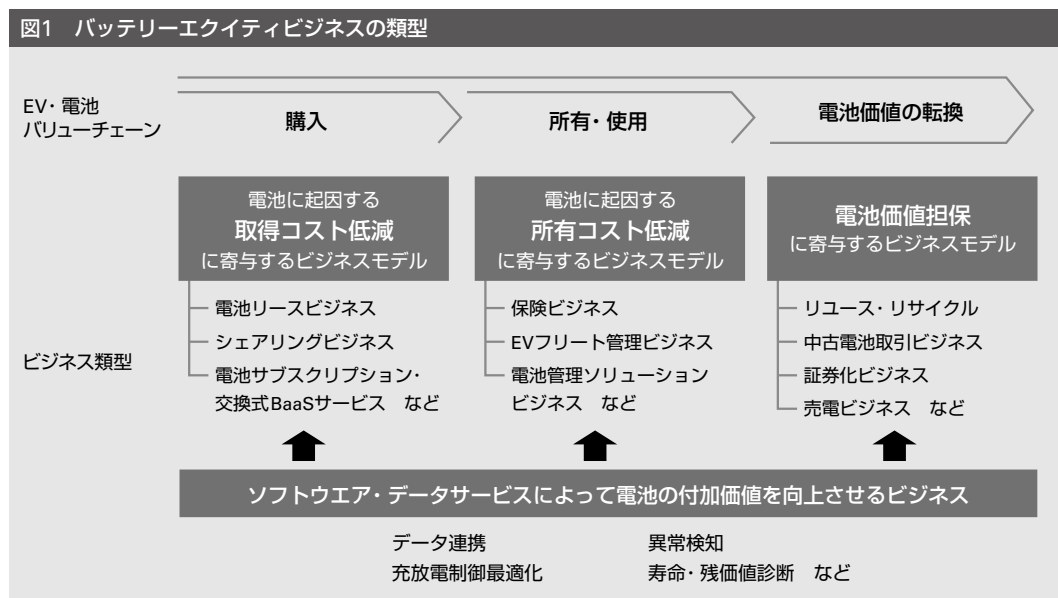 図1 バッテリーエクイティビジネスの類型
EV・電池
バリューチェーン
購入
所有・使用
電池価値の転換
電池に起因する
取得コスト低減
に寄与するビジネスモデル
電池に起因する
所有コスト低減
に寄与するビジネスモデル
電池価値担保
に寄与するビジネスモデル
ビジネス類型
電池リースビジネス
シェアリングビジネス
電池サブスクリプション・
交換式BaaSサービス など
保険ビジネス
EVフリート管理ビジネス
電池管理ソリューション
ビジネス など
リユース・リサイクル
中古電池取引ビジネス
証券化ビジネス
売電ビジネス など
ソフトウエア・データサービスによって電池の付加価値を向上させるビジネス
データ連携
充放電制御最適化
異常検知
寿命・残価値診断 など